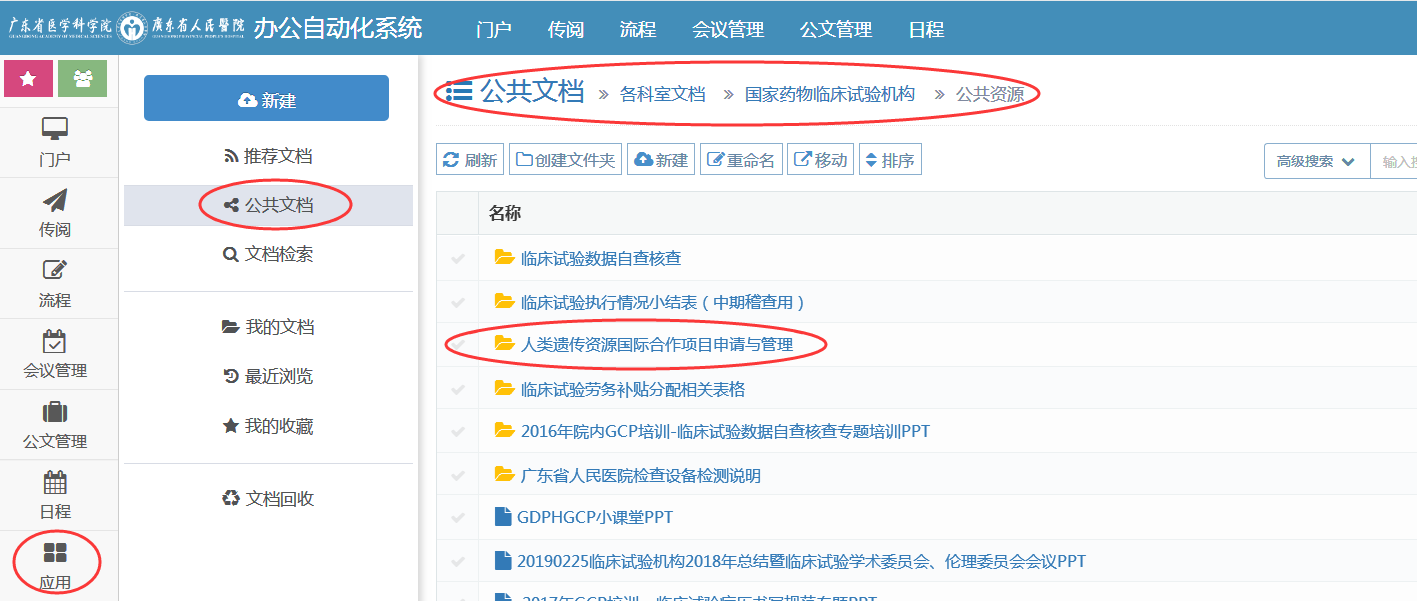 广东省医学科学院 廣東省人民醫院 办公自动化系统 门户 传阅 流程 会议管理 公文管理 日程
门户
传阅
流程
会议管理
公文管理
日程
应用
新建
推荐文档
公共文档
文档检索
我的文档
最近浏览
我的收藏
文档回收
公共文档 » 各科室文档 » 国家药物临床试验机构 » 公共资源
刷新 创建文件夹 新建 重命名 移动 排序 高级搜索 输入
名称
临床试验数据自查核查
临床试验执行情况小结表（中期稽查用）
人类遗传资源国际合作项目申请与管理
临床试验劳务补贴分配相关表格
2016年院内GCP培训-临床试验数据自查核查专题培训PPT
广东省人民医院检查设备检测说明
GDPHGCP小课堂PPT
20190225临床试验机构2018年总结暨临床试验学术委员会、伦理委员会会议PPT